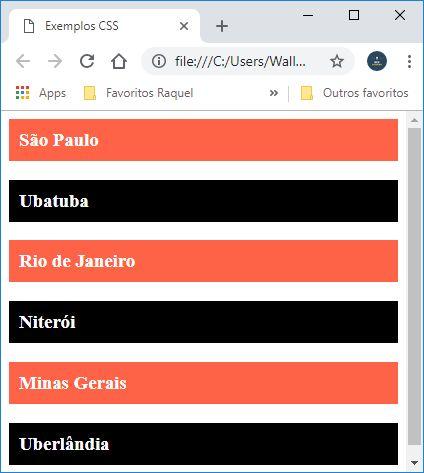 Exemplos CSS
file:///C:/Users/Wall...
Apps Favoritos Raquel » Outros favoritos
São Paulo
Ubatuba
Rio de Janeiro
Niterói
Minas Gerais
Uberlândia